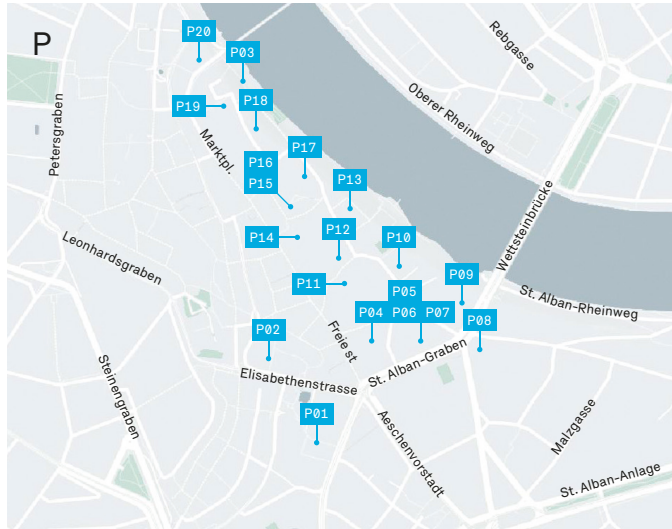 P
P20
P03
Rebgasse
P19
P18
Oberer Rheinweg
Petersgraben
Marktpl.
P17
P16
P15
P13
Wettsteinbrücke
P14
P12
P10
Leonhardsgraben
P11
P05
P09
St. Alban-Rheinweg
P04
P06
P07
P08
P02
Freie st
St. Alban-Graben
Elisabethenstrasse
Steinengraben
P01
Aeschenvorstadt
Malzgasse
St. Alban-Anlage